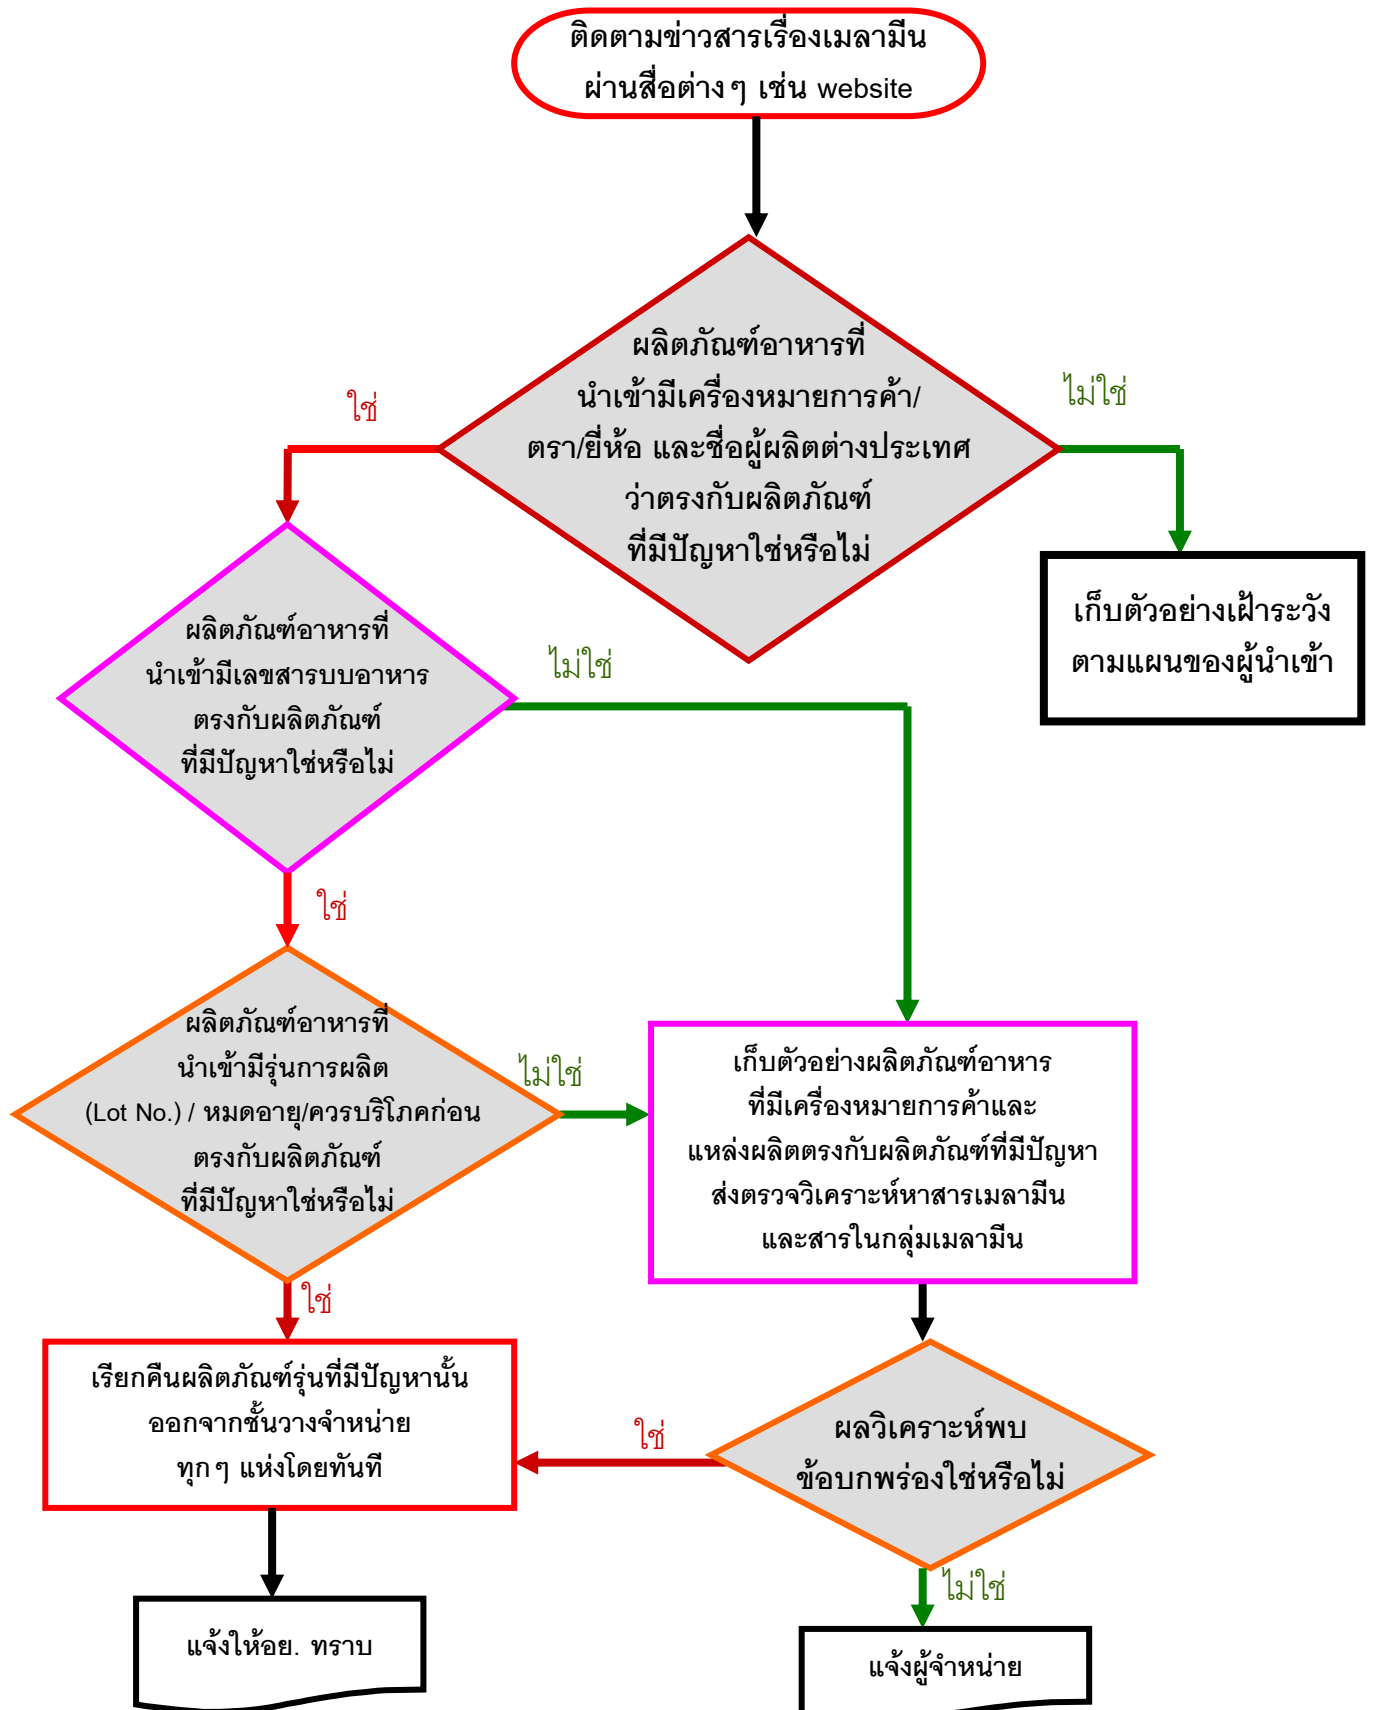 ติดตามข่าวสารเรื่องเมลามีน
ผ่านสื่อต่างๆ เช่น website
ผลิตภัณฑ์อาหารที่
นำเข้ามีเครื่องหมายการค้า/
ตรา/ยี่ห้อ และชื่อผู้ผลิตต่างประเทศ
ว่าตรงกับผลิตภัณฑ์
ที่มีปัญหาใช่หรือไม่
ใช่
ไม่ใช่
เก็บตัวอย่างเฝ้าระวัง
ตามแผนของผู้นำเข้า
ผลิตภัณฑ์อาหารที่
นำเข้ามีเลขสารบบอาหาร
ตรงกับผลิตภัณฑ์
ที่มีปัญหาใช่หรือไม่
ไม่ใช่
ใช่
ผลิตภัณฑ์อาหารที่
นำเข้ามีรุ่นการผลิต
(Lot No.) / หมดอายุ/ควรบริโภคก่อน
ตรงกับผลิตภัณฑ์
ที่มีปัญหาใช่หรือไม่
ไม่ใช่
เก็บตัวอย่างผลิตภัณฑ์อาหาร
ที่มีเครื่องหมายการค้าและ
แหล่งผลิตตรงกับผลิตภัณฑ์ที่มีปัญหา
ส่งตรวจวิเคราะห์หาสารเมลามีน
และสารในกลุ่มเมลามีน
ใช่
เรียกคืนผลิตภัณฑ์รุ่นที่มีปัญหานั้น
ออกจากชั้นวางจำหน่าย
ทุกๆ แห่งโดยทันที
ใช่
ผลวิเคราะห์พบ
ข้อบกพร่องใช่หรือไม่
ไม่ใช่
แจ้งให้อย. ทราบ
แจ้งผู้จำหน่าย